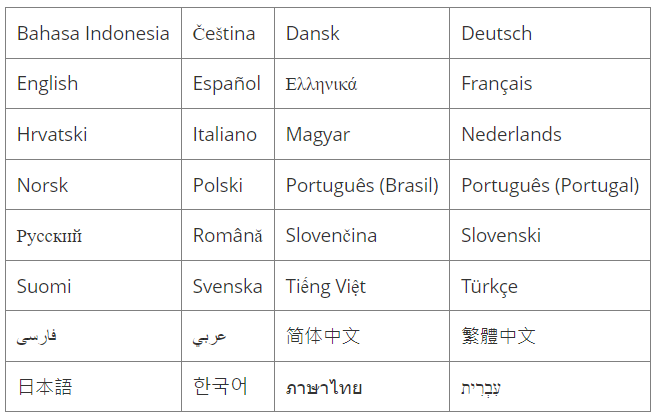 Bahasa Indonesia Čeština Dansk Deutsch
English Español Ελληνικά Français
Hrvatski Italiano Magyar Nederlands
Norsk Polski Português (Brasil) Português (Portugal)
Русский Română Slovenčina Slovenski
Suomi Svenska Tiếng Việt Türkçe
فارسی عربي 简体中文 繁體中文
日本語 한국어 ภาษาไทย עִבְרִית